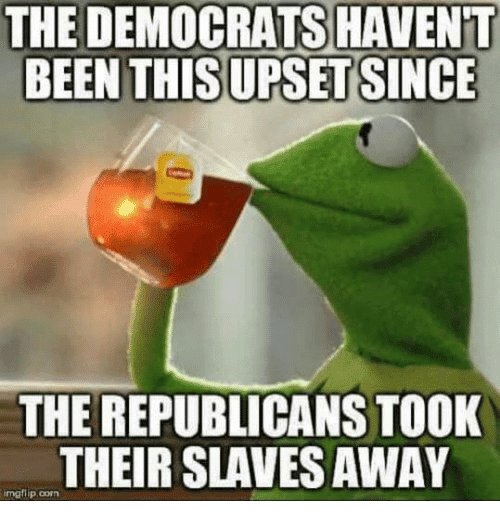 THE DEMOCRATS HAVEN'T
BEEN THIS UPSET SINCE
THE REPUBLICANS TOOK
THEIR SLAVES AWAY
imgflip.com